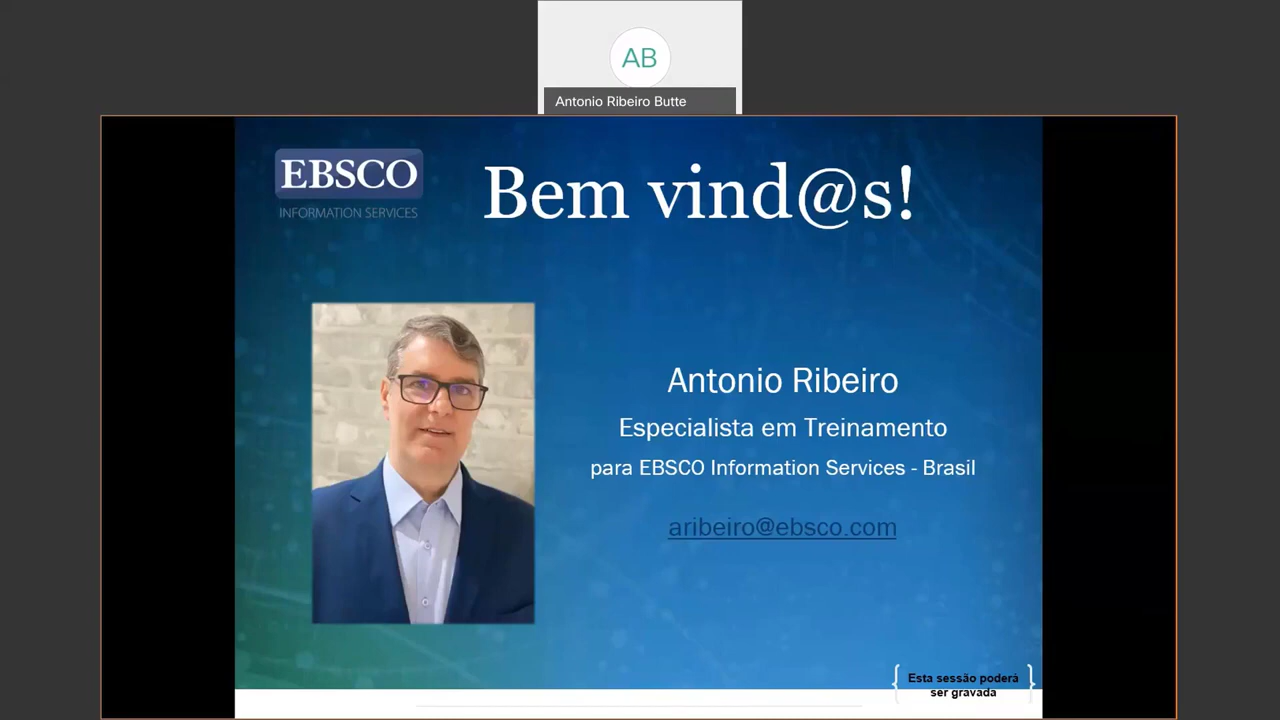 AB
Antonio Ribeiro Butte
EBSCO
INFORMATION SERVICES
Bem vind@s!
Antonio Ribeiro
Especialista em Treinamento
para EBSCO Information Services - Brasil
aribeiro@ebsco.com
Esta sessão poderá
ser gravada